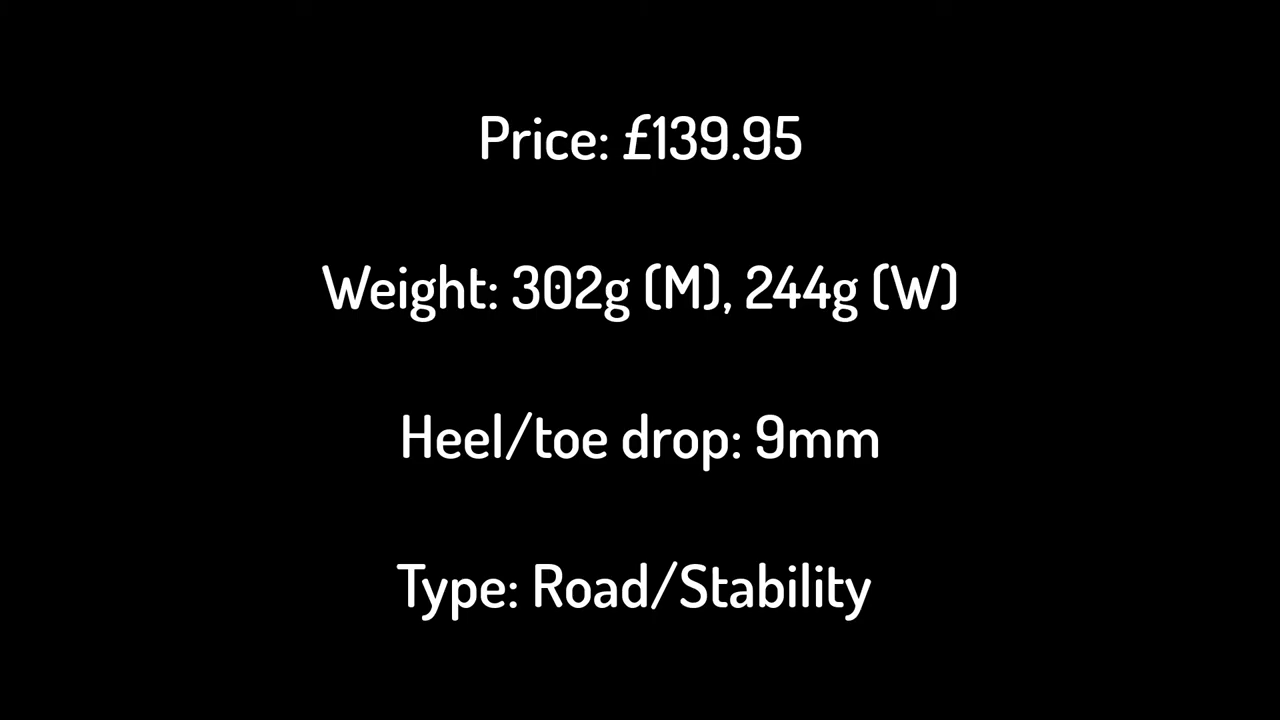 Price: £139.95
Weight: 302g (M), 244g (W)
Heel/toe drop: 9mm
Type: Road/Stability